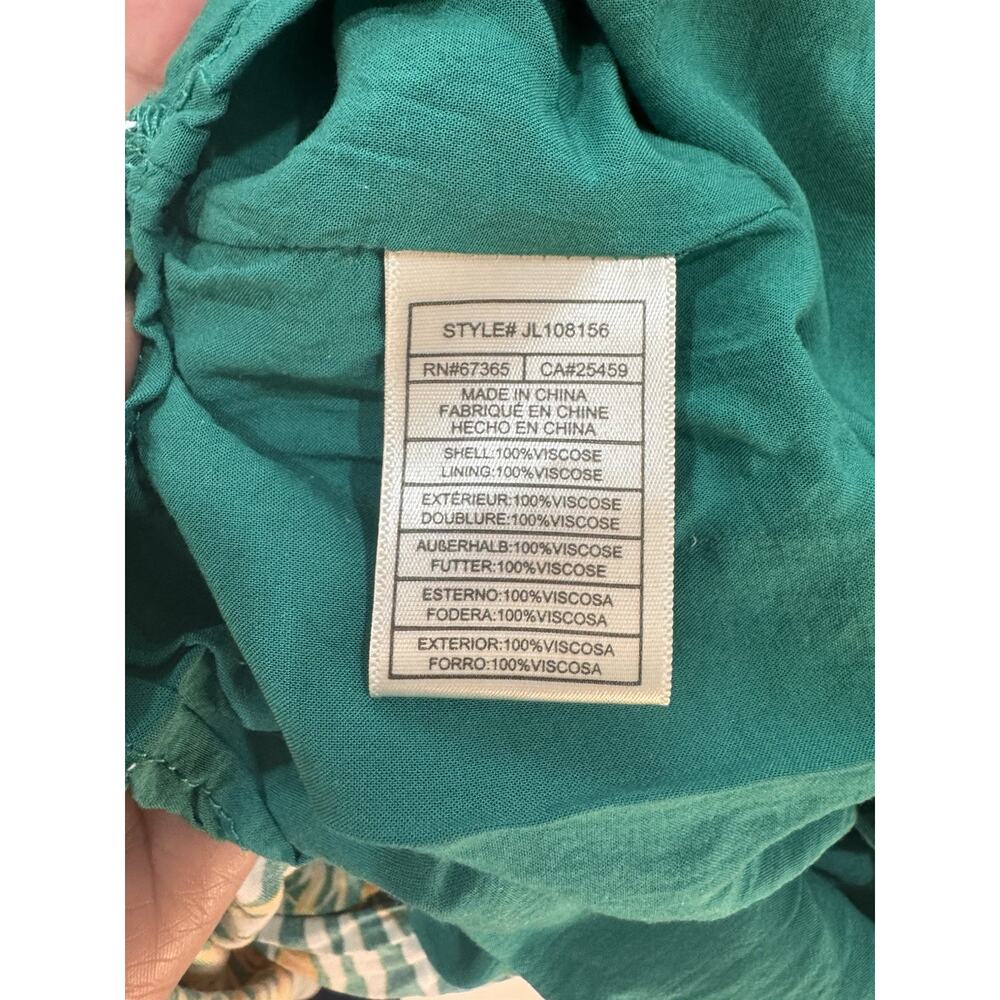 STYLE# JL108156
RN#67365 CA#25459
MADE IN CHINA
FABRIQUÉ EN CHINE
HECHO EN CHINA
SHELL:100%VISCOSE
LINING:100%VISCOSE
EXTÉRIEUR:100%VISCOSE
DOUBLURE:100%VISCOSE
AUßERHALB:100%VISCOSE
FUTTER:100%VISCOSE
ESTERNO:100%VISCOSA
FODERA:100%VISCOSA
EXTERIOR:100%VISCOSA
FORRO:100%VISCOSA